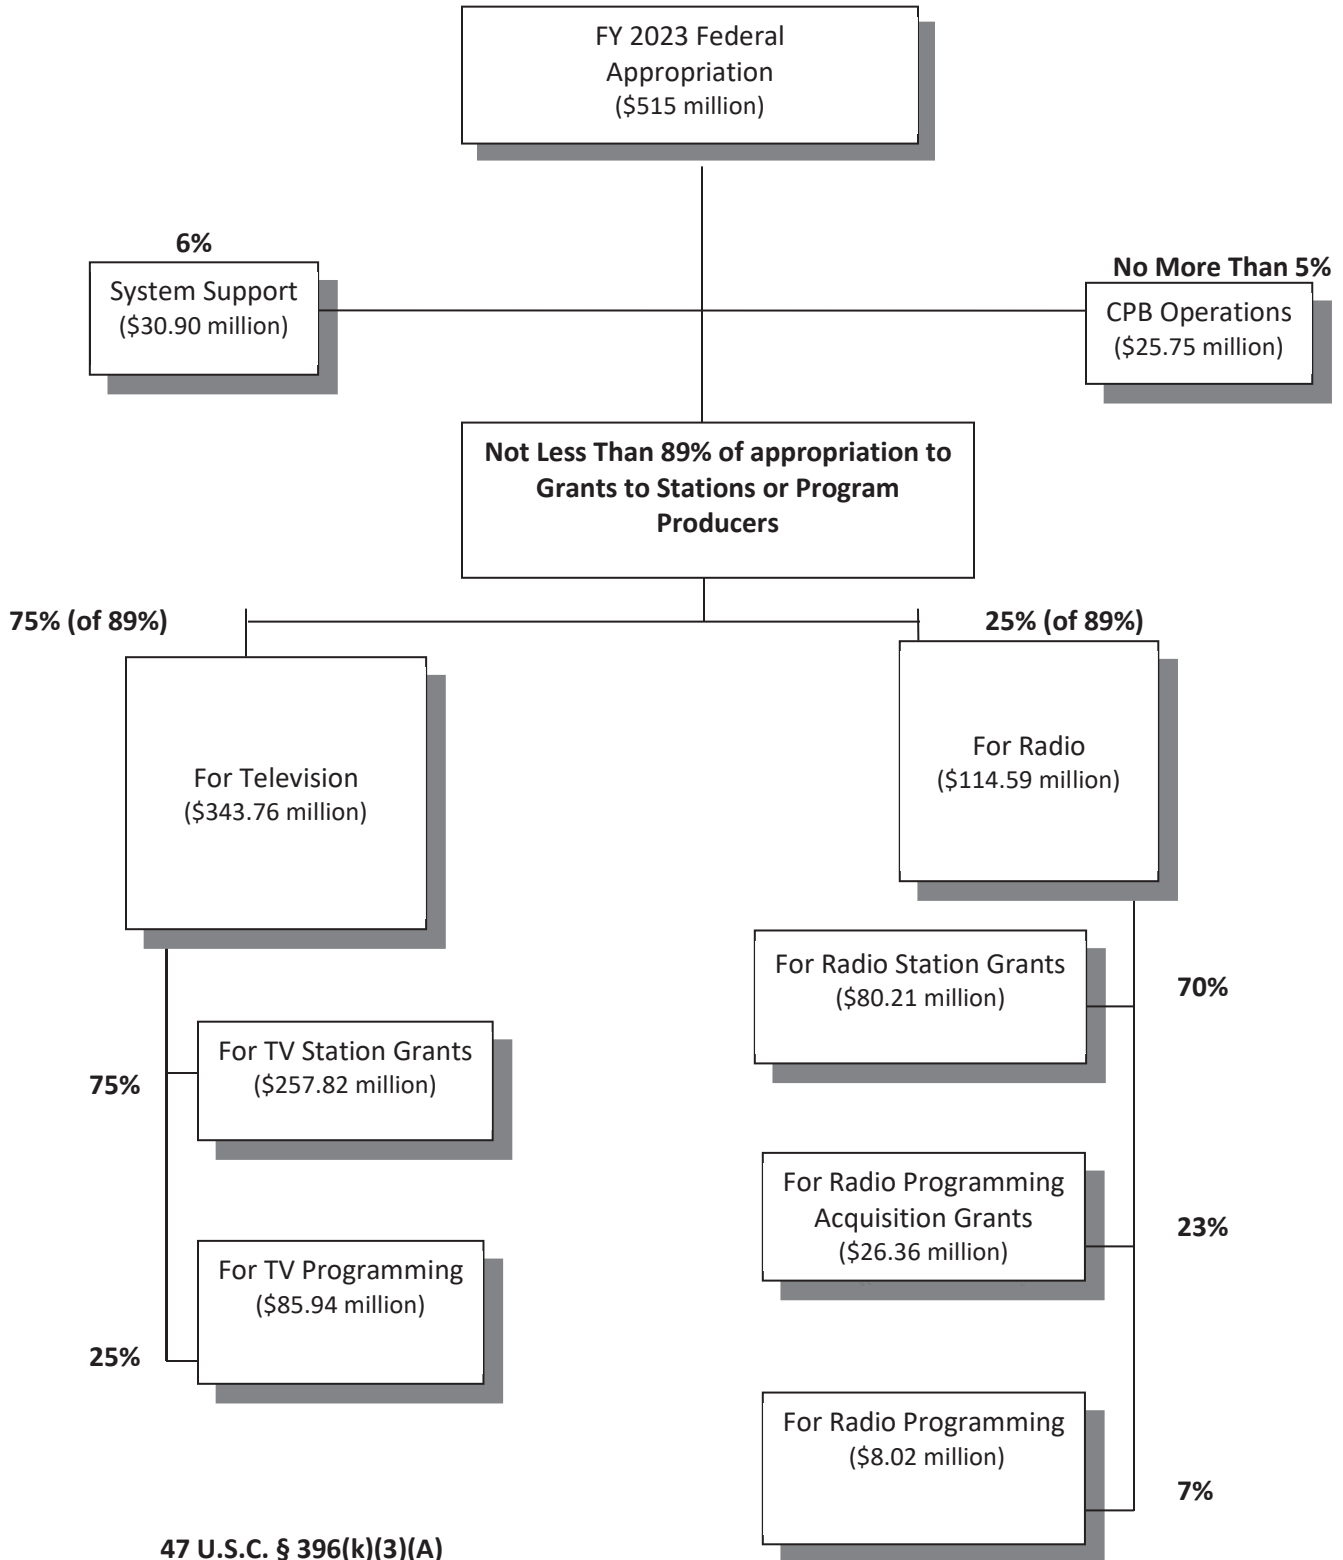 FY 2023 Federal
Appropriation
($515 million)
6%
System Support
($30.90 million)
No More Than 5%
CPB Operations
($25.75 million)
Not Less Than 89% of appropriation to
Grants to Stations or Program
Producers
75% (of 89%)
25% (of 89%)
For Television
($343.76 million)
For Radio
($114.59 million)
75%
For TV Station Grants
($257.82 million)
25%
For TV Programming
($85.94 million)
For Radio Station Grants
($80.21 million)
70%
For Radio Programming
Acquisition Grants
($26.36 million)
23%
For Radio Programming
($8.02 million)
7%
47 U.S.C. § 396(k)(3)(A)